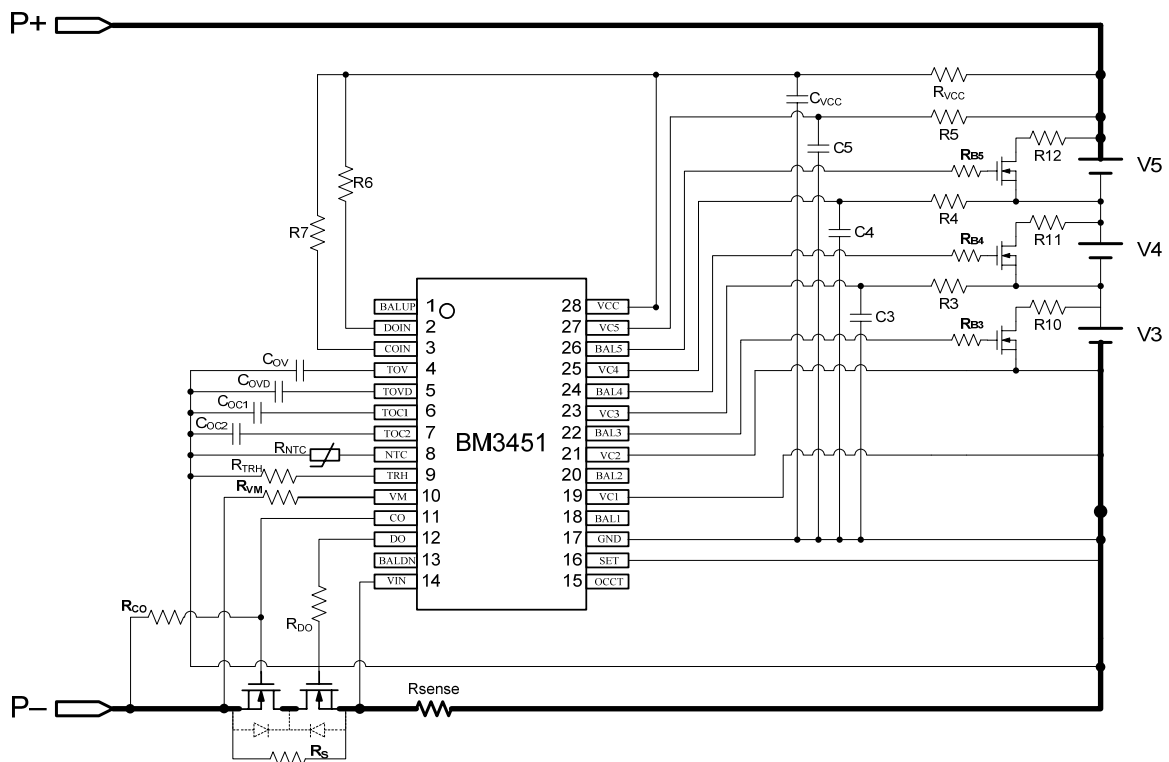 P+
RVCC
CVCC
R5
C5
R12
RB5
V5
R6
R4
C4
R11
RB4
V4
R7
R3
C3
R10
RB3
V3
BM3451
BALUP 1 28 VCC
DOIN 2 27 VC5
COIN 3 26 BAL5
COV TOV 4 25 VC4
COVD TOVD 5 24 BAL4
COC1 TOC1 6 23 VC3
COC2 TOC2 7 22 BAL3
RNTC NTC 8 21 VC2
RTRH TRH 9 20 BAL2
RVM VM 10 19 VC1
CO 11 18 BAL1
DO 12 17 GND
BALDN 13 16 SET
VIN 14 15 OCCT
RCO
RDO
Rsense
P–
RS